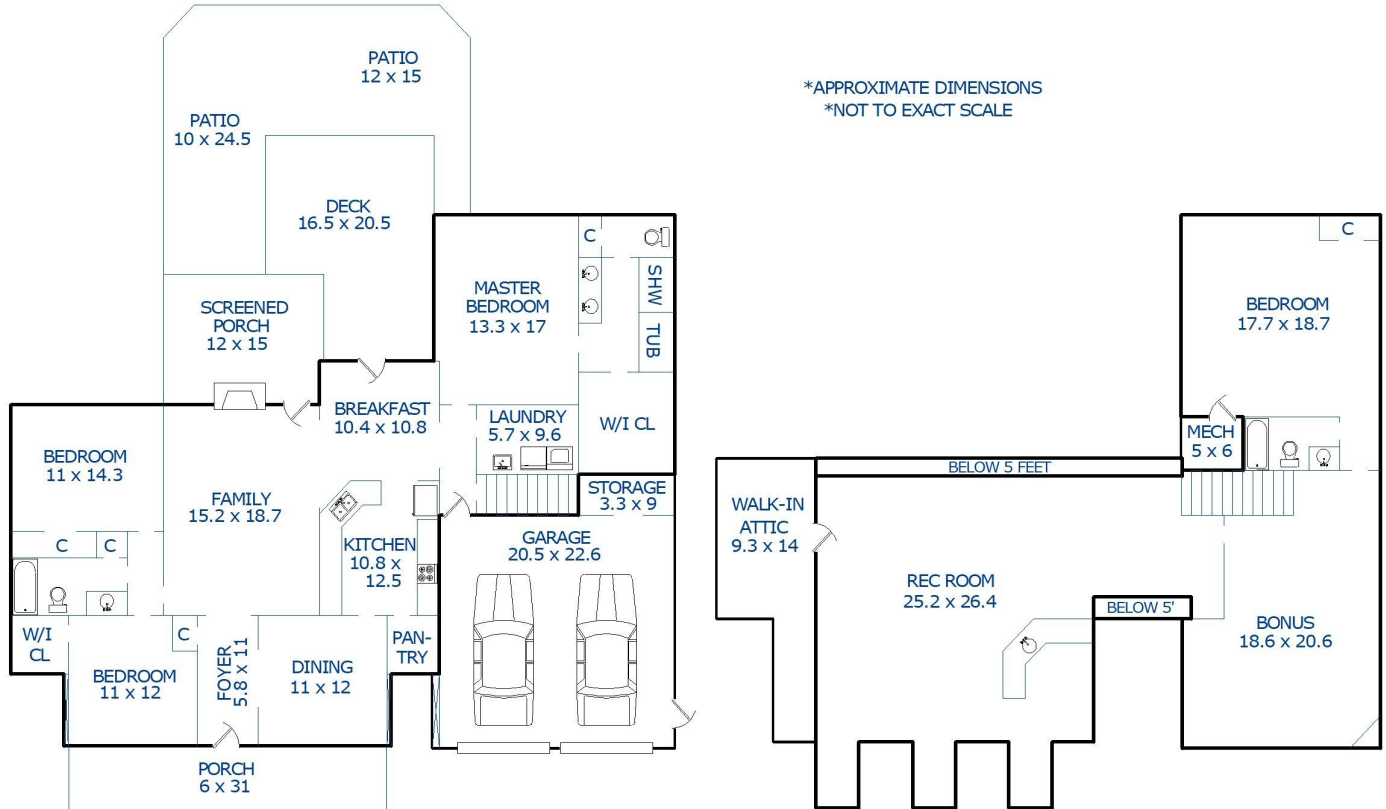 PATIO
12 x 15
PATIO
10 x 24.5
*APPROXIMATE DIMENSIONS
*NOT TO EXACT SCALE
DECK
16.5 x 20.5
C
SHW
TUB
MASTER
BEDROOM
13.3 x 17
SCREENED
PORCH
12 x 15
BREAKFAST
10.4 x 10.8
LAUNDRY
5.7 x 9.6
W/I CL
BEDROOM
11 x 14.3
FAMILY
15.2 x 18.7
STORAGE
3.3 x 9
C
C
KITCHEN
10.8 x
12.5
GARAGE
20.5 x 22.6
W/I
CL
C
BEDROOM
11 x 12
FOYER
5.8 x 11
DINING
11 x 12
PAN-
TRY
PORCH
6 x 31
C
BEDROOM
17.7 x 18.7
MECH
5 x 6
BELOW 5 FEET
WALK-IN
ATTIC
9.3 x 14
REC ROOM
25.2 x 26.4
BELOW 5'
BONUS
18.6 x 20.6